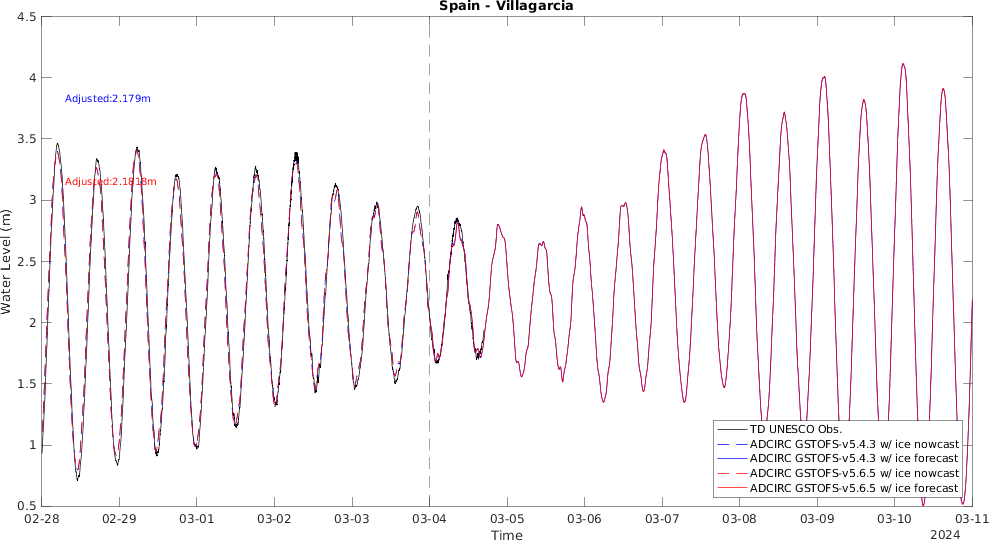 Spain - Villagarcia
4.5
4
3.5
3
2.5
2
1.5
1
0.5
Water Level (m)
Adjusted:2.179m
Adjusted:2.1818m
TD UNESCO Obs.
ADCIRC GSTOFS-v5.4.3 w/ ice nowcast
ADCIRC GSTOFS-v5.4.3 w/ ice forecast
ADCIRC GSTOFS-v5.6.5 w/ ice nowcast
ADCIRC GSTOFS-v5.6.5 w/ ice forecast
02-28 02-29 03-01 03-02 03-03 03-04 03-05 03-06 03-07 03-08 03-09 03-10 03-11
Time
2024